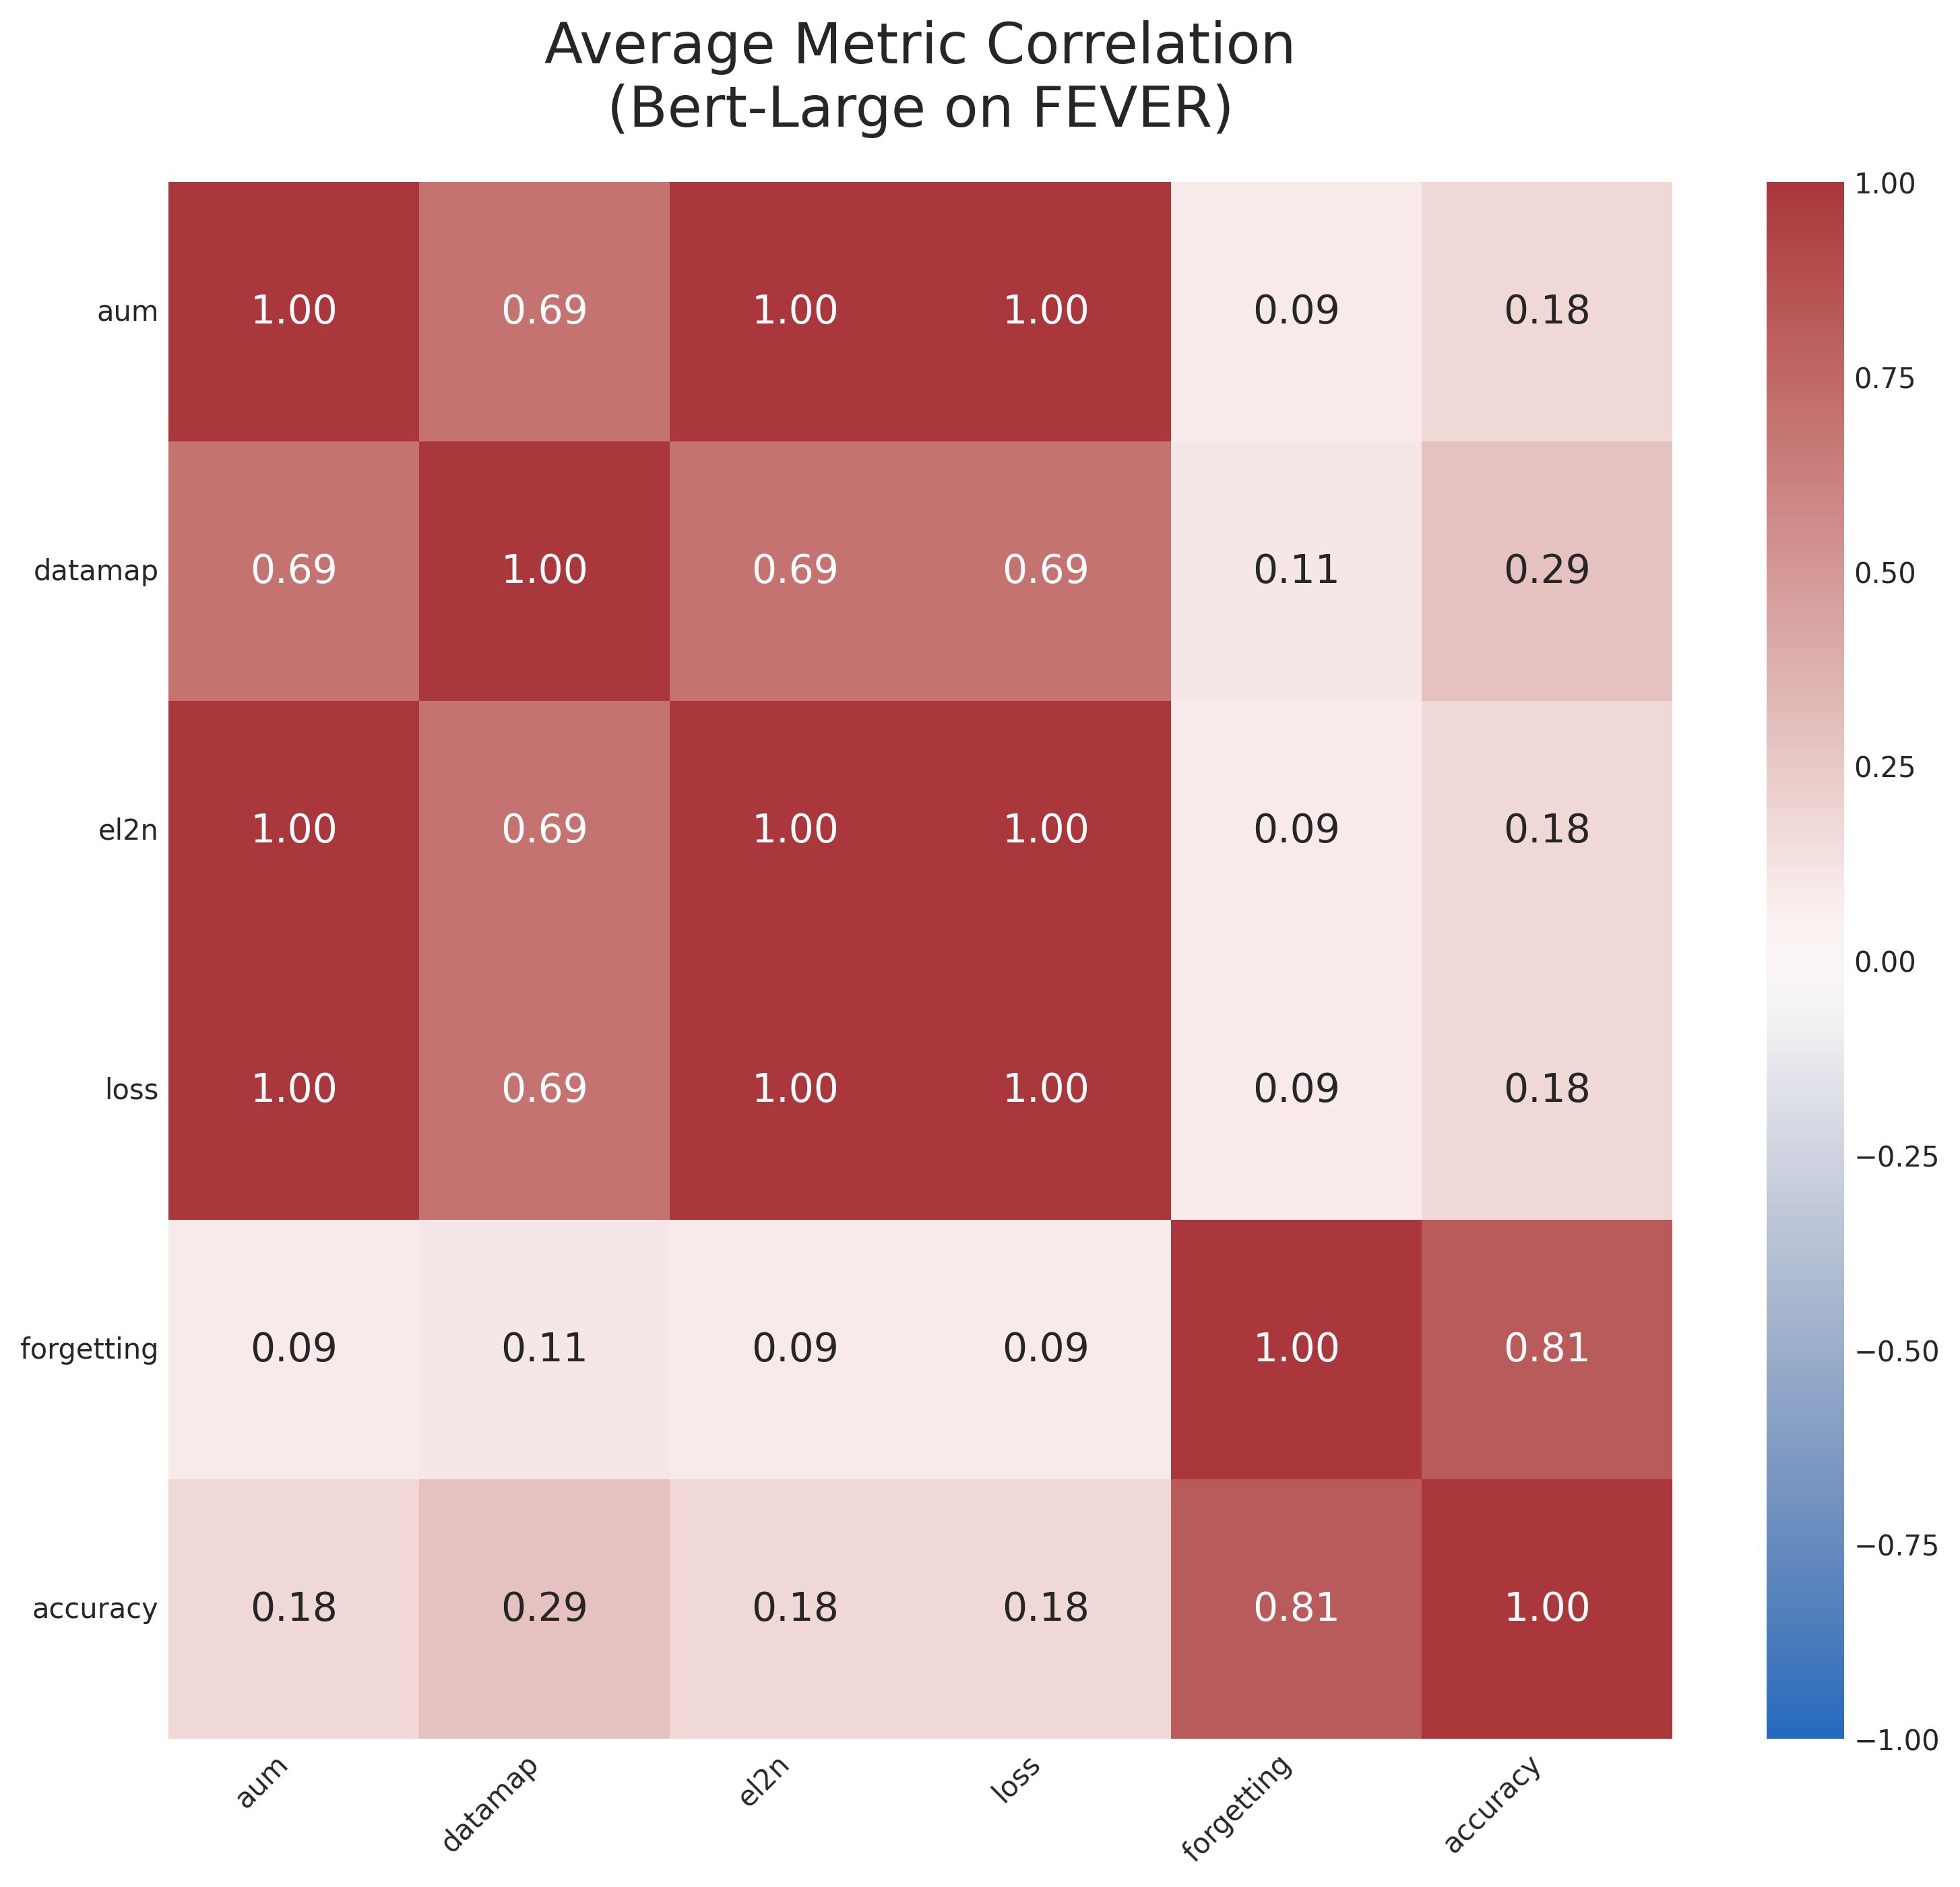 Average Metric Correlation
(Bert-Large on FEVER)
aum 1.00 0.69 1.00 1.00 0.09 0.18
datamap 0.69 1.00 0.69 0.69 0.11 0.29
el2n 1.00 0.69 1.00 1.00 0.09 0.18
loss 1.00 0.69 1.00 1.00 0.09 0.18
forgetting 0.09 0.11 0.09 0.09 1.00 0.81
accuracy 0.18 0.29 0.18 0.18 0.81 1.00
aum datamap el2n loss forgetting accuracy
1.00
0.75
0.50
0.25
0.00
−0.25
−0.50
−0.75
−1.00